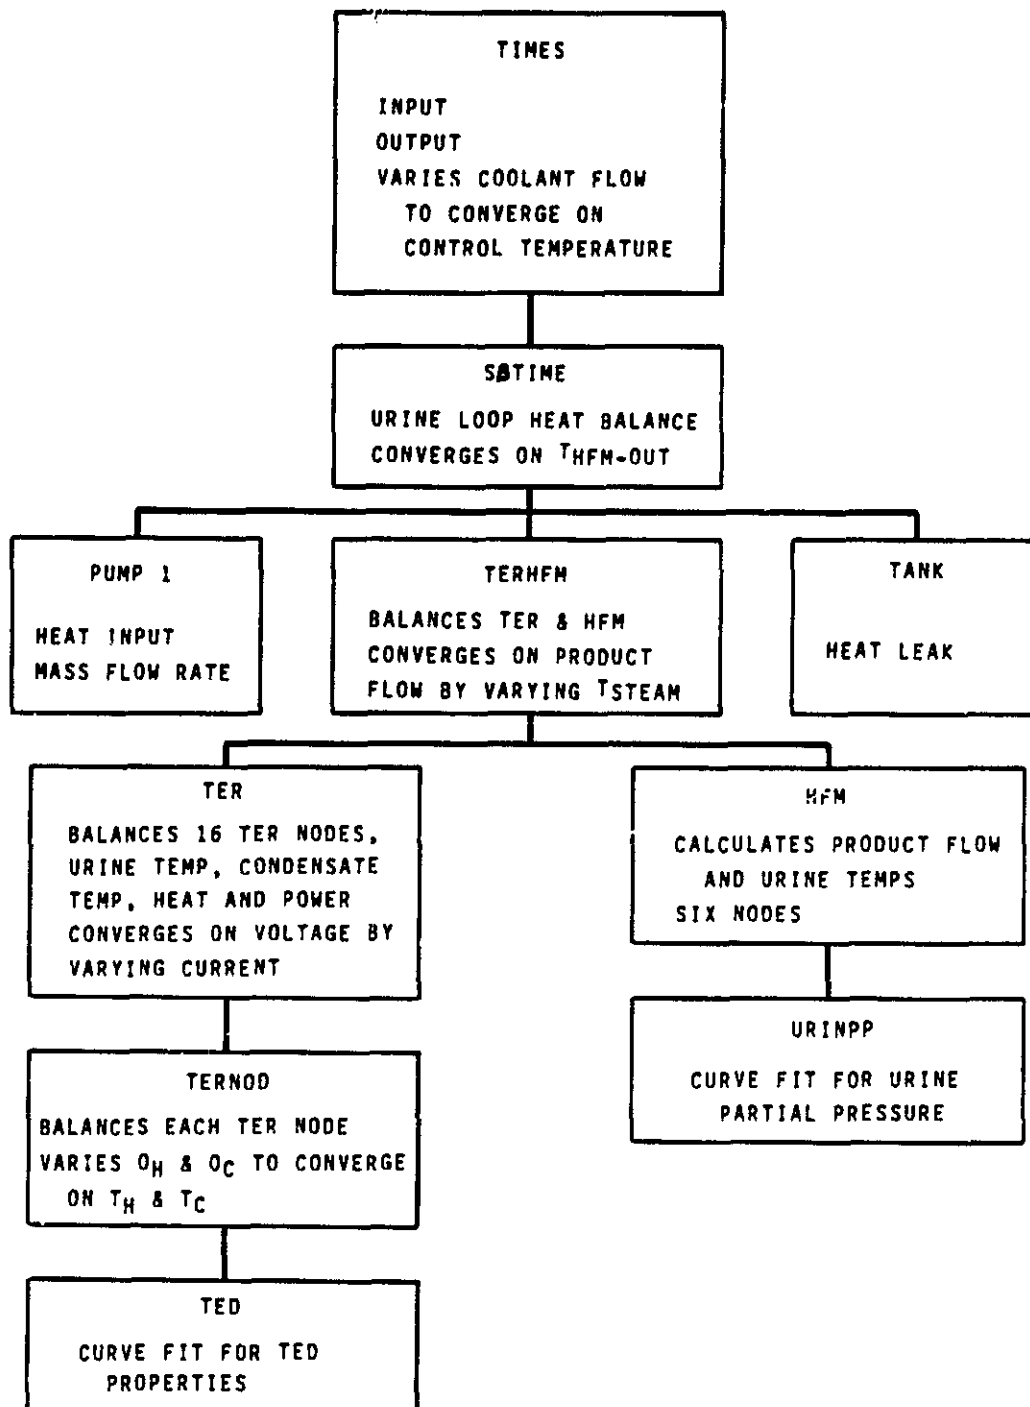 TIMES
INPUT
OUTPUT
VARIES COOLANT FLOW
TO CONVERGE ON
CONTROL TEMPERATURE
SBTIME
URINE LOOP HEAT BALANCE
CONVERGES ON THFM-OUT
PUMP 1
HEAT INPUT
MASS FLOW RATE
TERHFM
BALANCES TER & HFM
CONVERGES ON PRODUCT
FLOW BY VARYING TSTEAM
TANK
HEAT LEAK
TER
BALANCES 16 TER NODES,
URINE TEMP, CONDENSATE
TEMP, HEAT AND POWER
CONVERGES ON VOLTAGE BY
VARYING CURRENT
HFM
CALCULATES PRODUCT FLOW
AND URINE TEMPS
SIX NODES
TERNOD
BALANCES EACH TER NODE
VARIES OH & OC TO CONVERGE
ON TH & TC
URINPP
CURVE FIT FOR URINE
PARTIAL PRESSURE
TED
CURVE FIT FOR TED
PROPERTIES